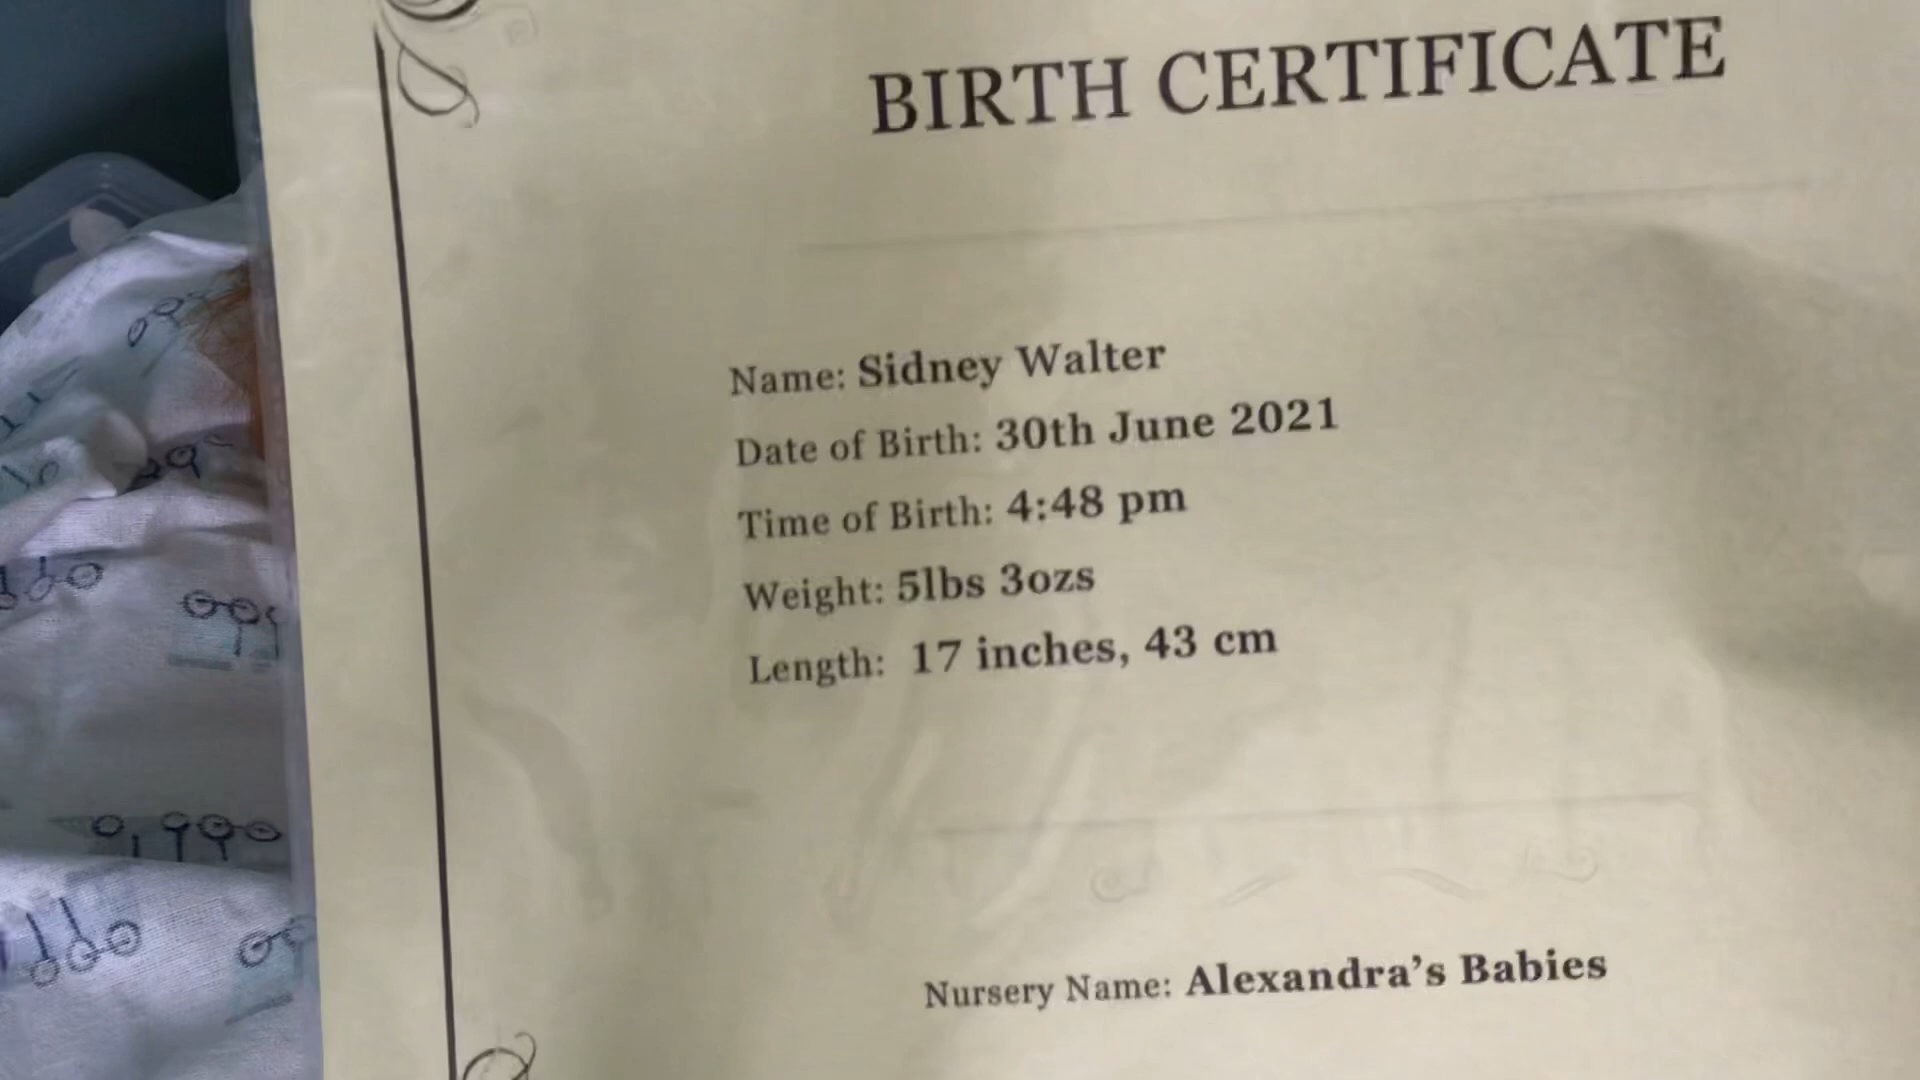 BIRTH CERTIFICATE
Name: Sidney Walter
Date of Birth: 30th June 2021
Time of Birth: 4:48 pm
Weight: 5lbs 3ozs
Length: 17 inches, 43 cm
Nursery Name: Alexandra's Babies